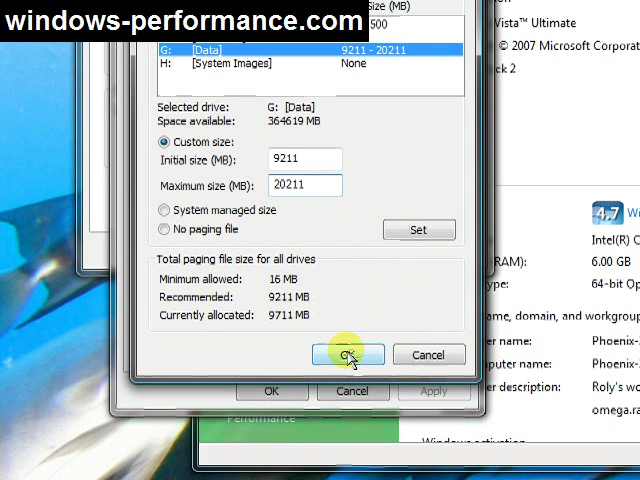 windows-performance.com
Size (MB)
500
Vista™ Ultimate
G: [Data] 9211 - 20211
© 2007 Microsoft Corporat
H: [System Images] None
ck 2
Selected drive: G: [Data]
Space available: 364619 MB
Custom size:
Initial size (MB): 9211
Maximum size (MB): 20211
System managed size
4.7 Wi
No paging file
Set
Intel(R) C
Total paging file size for all drives
RAM): 6.00 GB
Minimum allowed: 16 MB
ype: 64-bit Op
Recommended: 9211 MB
Currently allocated: 9711 MB
ame, domain, and workgroup
er name: Phoenix-
OK Cancel
puter name: Phoenix-
OK Cancel Apply
er description: Roly's w
omega.ra
Performance
Windows activation